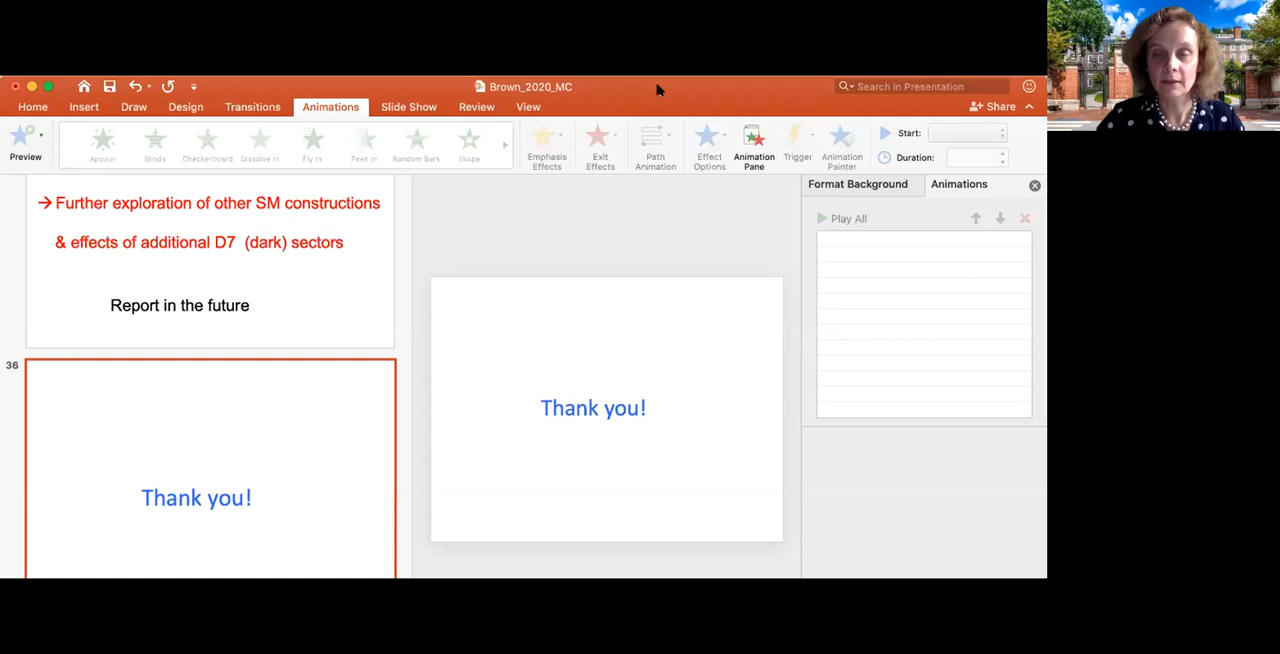 Brown_2020_MC
Search in Presentation
Home Insert Draw Design Transitions Animations Slide Show Review View Share
Preview
Appear Blinds Checkerboard Dissolve In Fly In Peek In Random Bars Shape
Emphasis
Effects
Exit
Effects
Path
Animation
Effect
Options
Animation
Pane
Trigger
Animation
Painter
Start:
Duration:
→ Further exploration of other SM constructions
& effects of additional D7 (dark) sectors
Report in the future
36
Thank you!
Thank you!
Format Background Animations
Play All